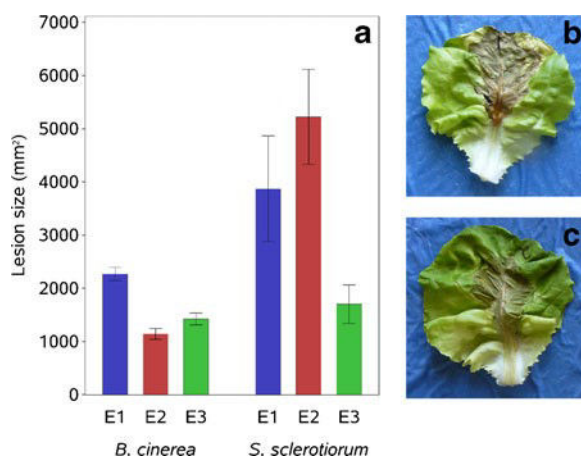 a
b
c
Lesion size (mm²)
7000
6000
5000
4000
3000
2000
1000
0
E1 E2 E3 E1 E2 E3
B. cinerea S. sclerotiorum